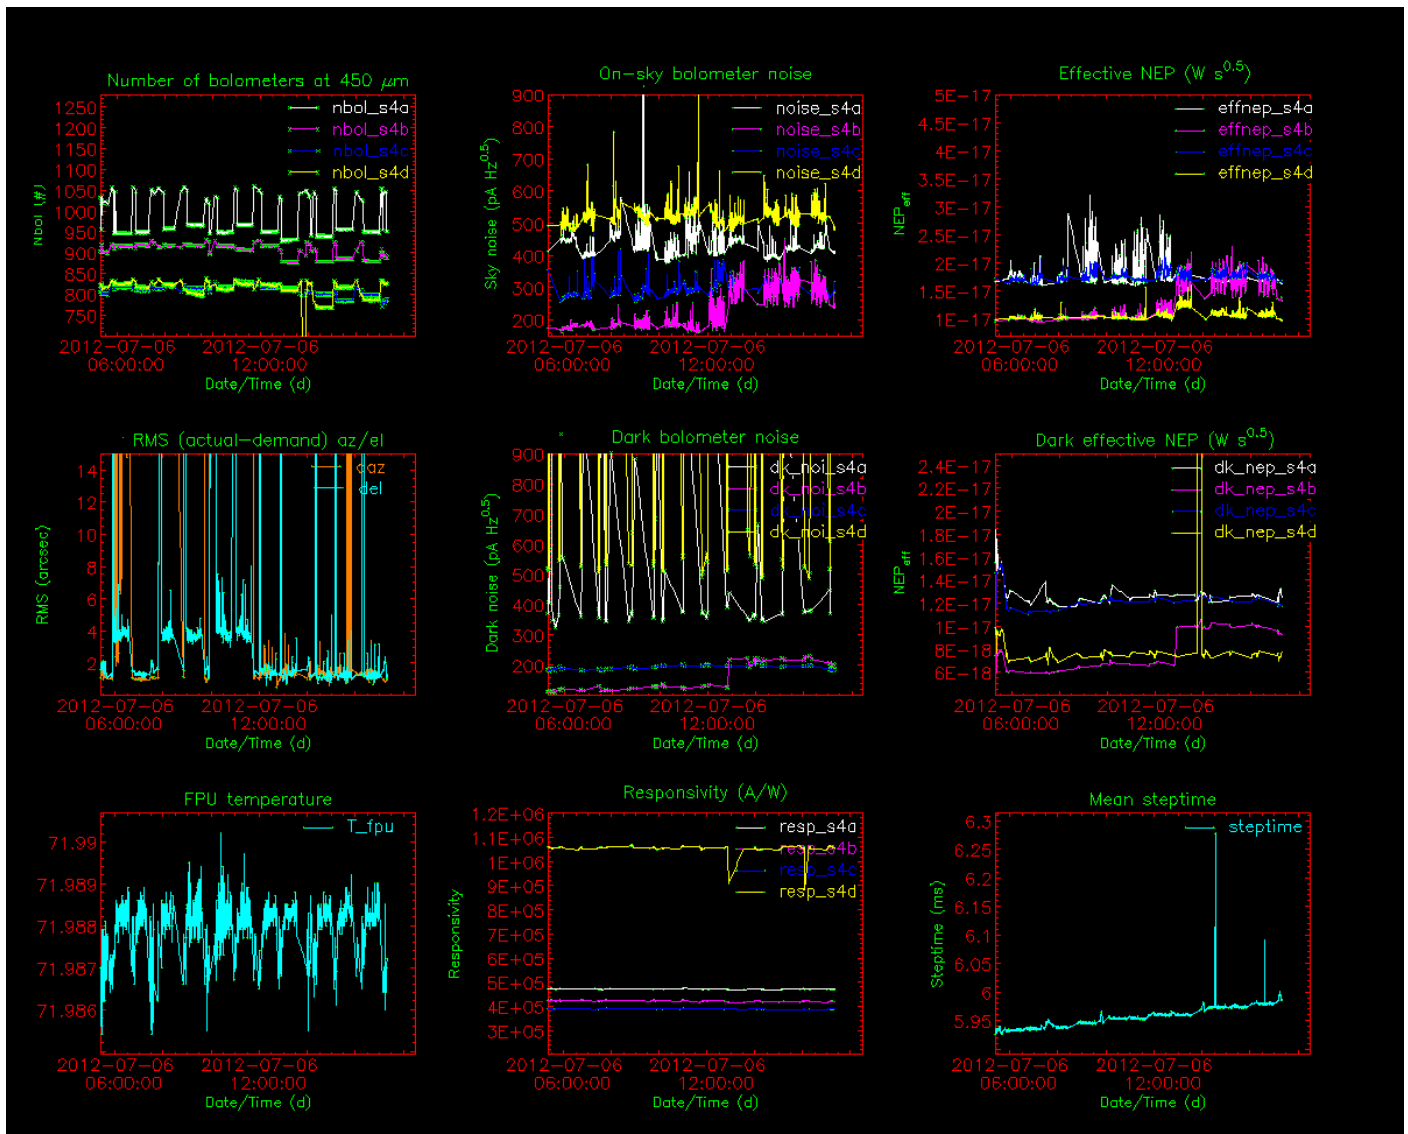 Number of bolometers at 450 μm
1250
1200
1150
1100
1050
1000
950
900
850
800
750
nbol_s4a
nbol_s4b
nbol_s4c
nbol_s4d
Nbol (#)
2012-07-06 2012-07-06
06:00:00 12:00:00
Date/Time (d)
On-sky bolometer noise
900
800
700
600
500
400
300
200
noise_s4a
noise_s4b
noise_s4c
noise_s4d
Sky noise (pA Hz^0.5)
2012-07-06 2012-07-06
06:00:00 12:00:00
Date/Time (d)
Effective NEP (W s^0.5)
5E-17
4.5E-17
4E-17
3.5E-17
3E-17
2.5E-17
2E-17
1.5E-17
1E-17
effnep_s4a
effnep_s4b
effnep_s4c
effnep_s4d
NEP_eff
2012-07-06 2012-07-06
06:00:00 12:00:00
Date/Time (d)
RMS (actual-demand) az/el
14
12
10
8
6
4
2
daz
del
RMS (arcsec)
2012-07-06 2012-07-06
06:00:00 12:00:00
Date/Time (d)
Dark bolometer noise
900
800
700
600
500
400
300
200
dk_noi_s4a
dk_noi_s4b
dk_noi_s4c
dk_noi_s4d
Dark noise (pA Hz^0.5)
2012-07-06 2012-07-06
06:00:00 12:00:00
Date/Time (d)
Dark effective NEP (W s^0.5)
2.4E-17
2.2E-17
2E-17
1.8E-17
1.6E-17
1.4E-17
1.2E-17
1E-17
8E-18
6E-18
dk_nep_s4a
dk_nep_s4b
dk_nep_s4c
dk_nep_s4d
NEP_eff
2012-07-06 2012-07-06
06:00:00 12:00:00
Date/Time (d)
FPU temperature
71.99
71.989
71.988
71.987
71.986
T_fpu
2012-07-06 2012-07-06
06:00:00 12:00:00
Date/Time (d)
Responsivity (A/W)
1.2E+06
1.1E+06
1E+06
9E+05
8E+05
7E+05
6E+05
5E+05
4E+05
3E+05
resp_s4a
resp_s4b
resp_s4c
resp_s4d
Responsivity
2012-07-06 2012-07-06
06:00:00 12:00:00
Date/Time (d)
Mean steptime
6.3
6.25
6.2
6.15
6.1
6.05
6
5.95
steptime
Steptime (ms)
2012-07-06 2012-07-06
06:00:00 12:00:00
Date/Time (d)